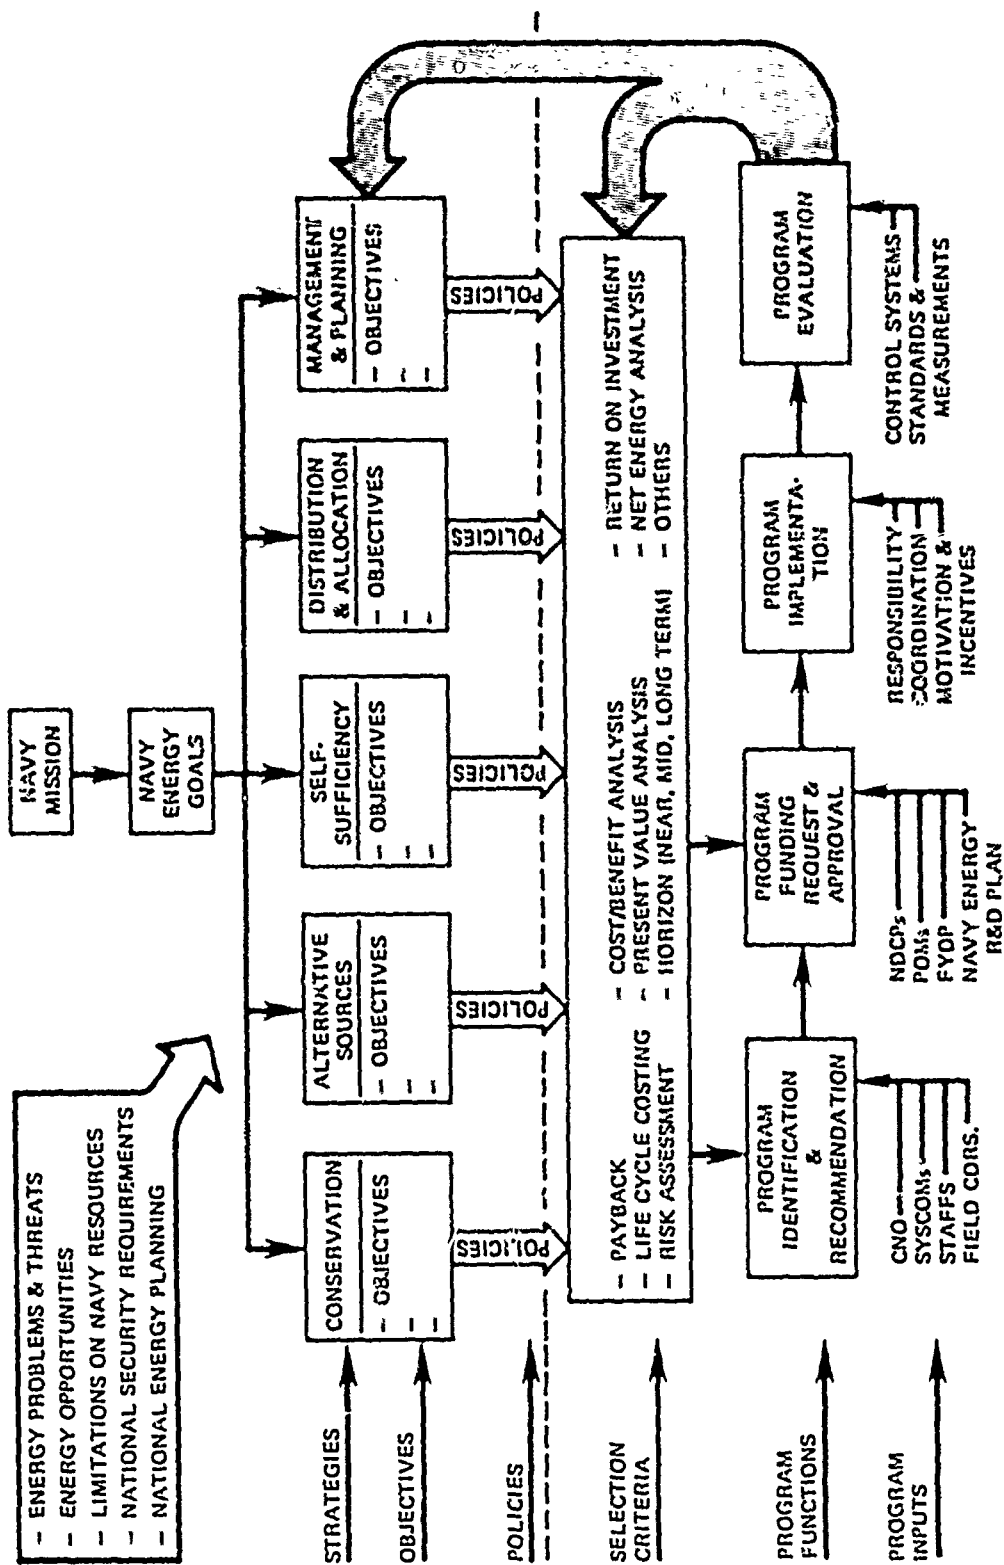 - ENERGY PROBLEMS & THREATS
- ENERGY OPPORTUNITIES
- LIMITATIONS ON NAVY RESOURCES
- NATIONAL SECURITY REQUIREMENTS
- NATIONAL ENERGY PLANNING
NAVY
MISSION
NAVY
ENERGY
GOALS
STRATEGIES
OBJECTIVES
POLICIES
CONSERVATION
- OBJECTIVES
-
-
ALTERNATIVE
SOURCES
- OBJECTIVES
-
-
SELF-
SUFFICIENCY
- OBJECTIVES
-
-
DISTRIBUTION
& ALLOCATION
- OBJECTIVES
-
-
MANAGEMENT
& PLANNING
- OBJECTIVES
-
-
POLICIES
POLICIES
POLICIES
POLICIES
POLICIES
SELECTION
CRITERIA
- PAYBACK
- LIFE CYCLE COSTING
- RISK ASSESSMENT
- COST/BENEFIT ANALYSIS
- PRESENT VALUE ANALYSIS
- HORIZON (NEAR, MID, LONG TERM)
- RETURN ON INVESTMENT
- NET ENERGY ANALYSIS
- OTHERS
PROGRAM
FUNCTIONS
PROGRAM
IDENTIFICATION
&
RECOMMENDATION
PROGRAM
FUNDING
REQUEST &
APPROVAL
PROGRAM
IMPLEMENTA-
TION
PROGRAM
EVALUATION
PROGRAM
INPUTS
CNO
SYSCOMs
STAFFS
FIELD CDRS.
NDCPs
POMs
FYDP
NAVY ENERGY
R&D PLAN
RESPONSIBILITY
COORDINATION
MOTIVATION &
INCENTIVES
CONTROL SYSTEMS
STANDARDS &
MEASUREMENTS